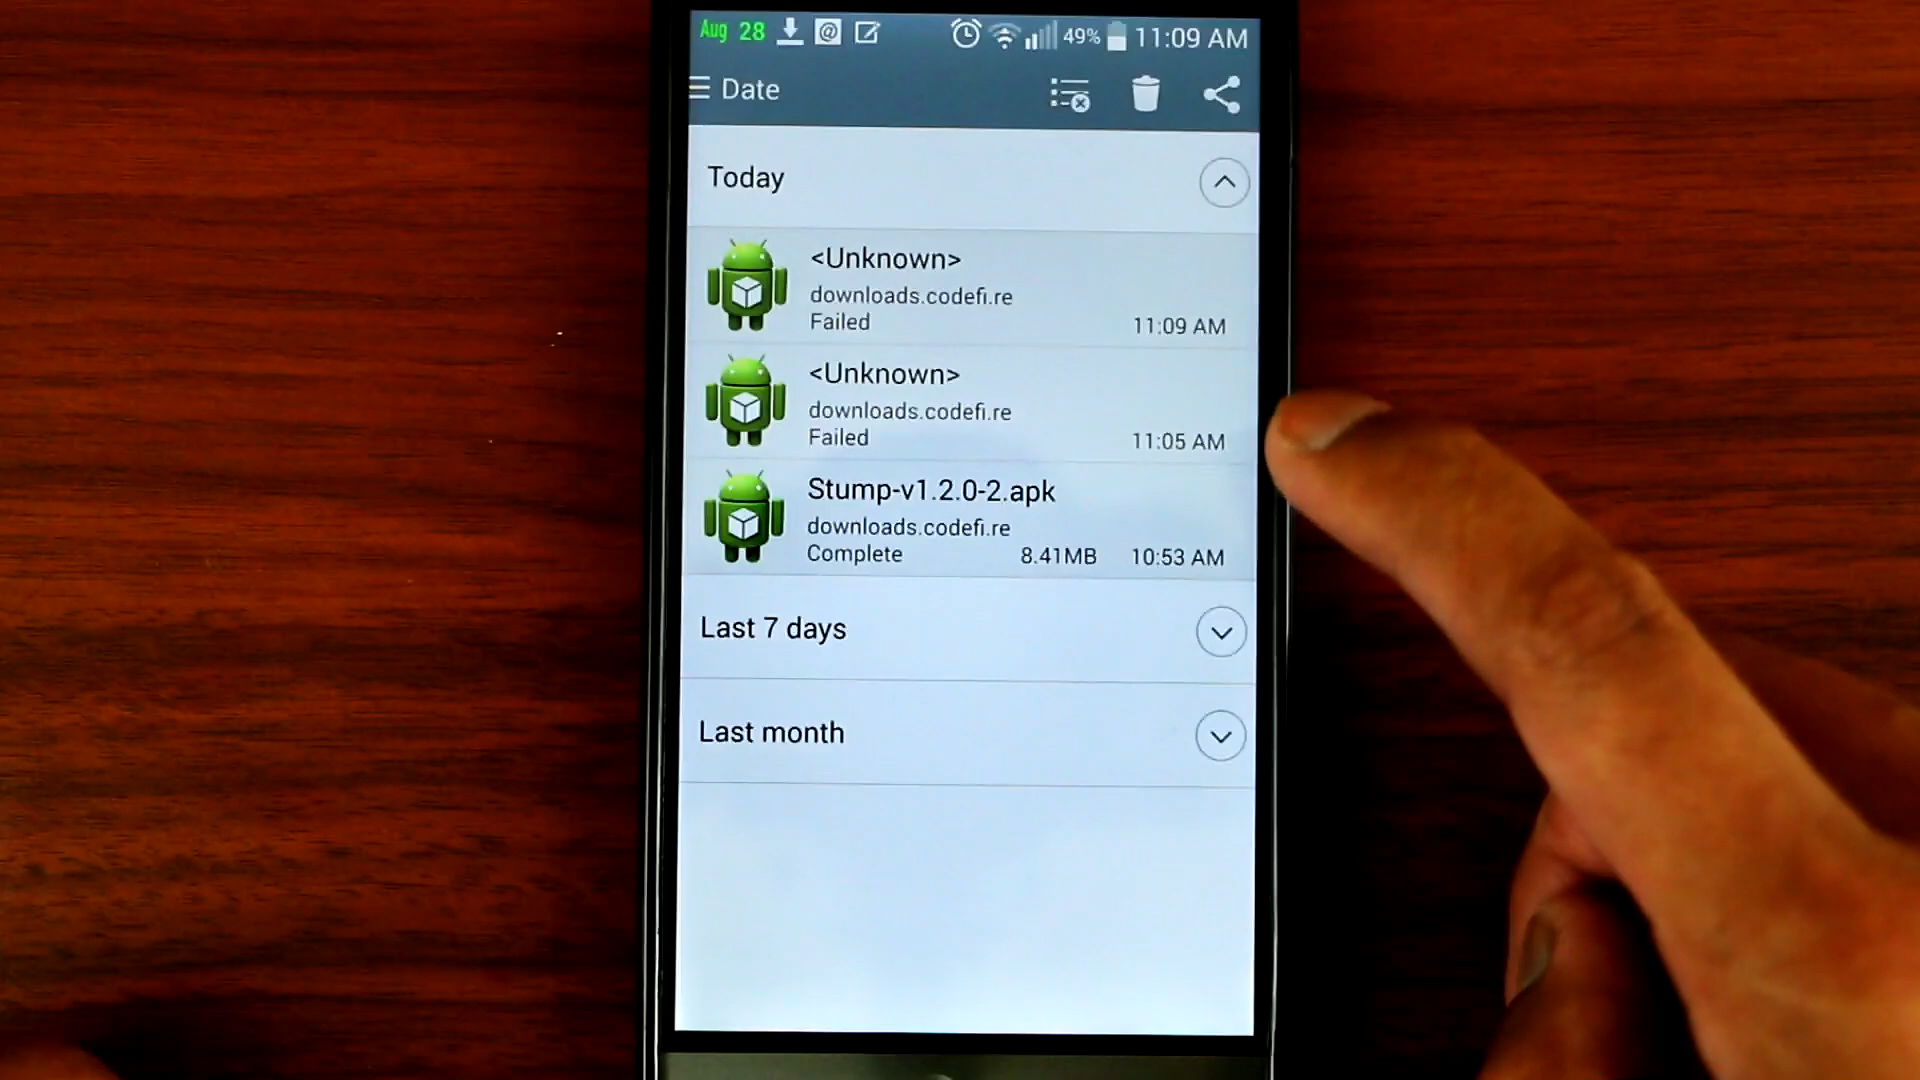 Aug 28 49% 11:09 AM
Date
Today
<Unknown>
downloads.codefi.re
Failed 11:09 AM
<Unknown>
downloads.codefi.re
Failed 11:05 AM
Stump-v1.2.0-2.apk
downloads.codefi.re
Complete 8.41MB 10:53 AM
Last 7 days
Last month